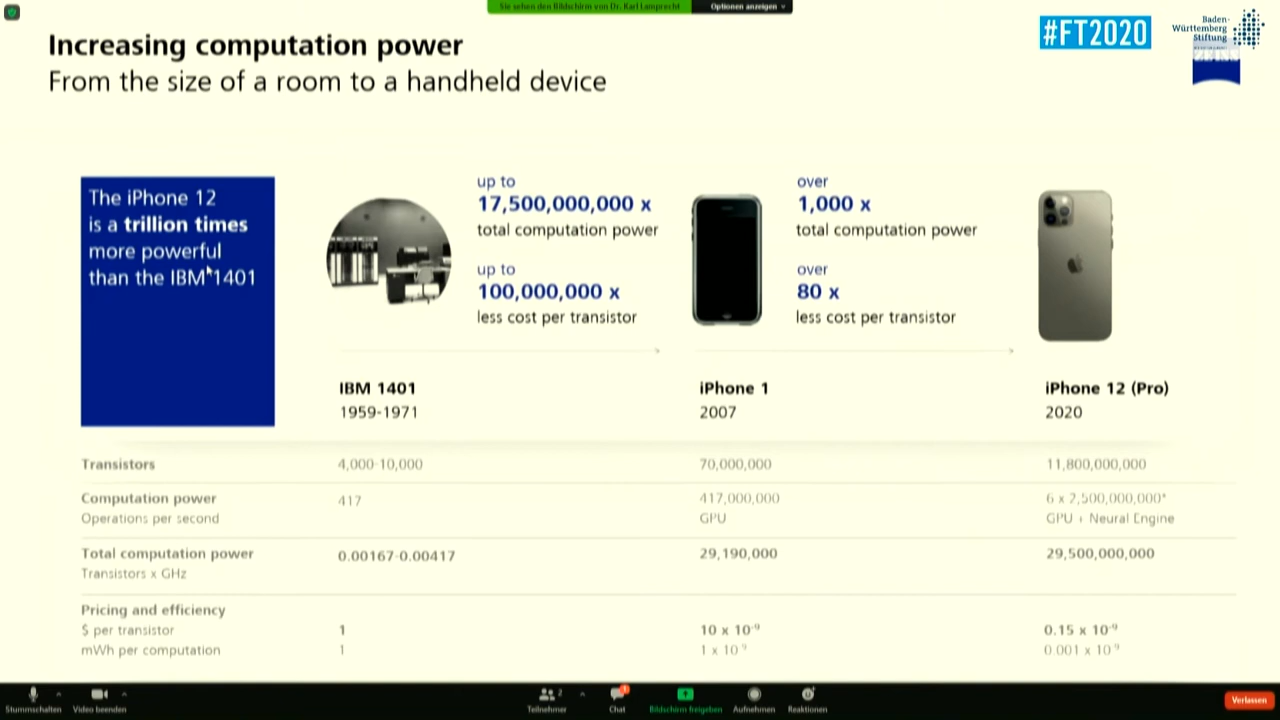 Sie sehen den Bildschirm von Dr. Karl Lamprecht
Optionen anzeigen
Increasing computation power
From the size of a room to a handheld device
#FT2020
Baden-
Württemberg
Stiftung
ZEISS
The iPhone 12
is a trillion times
more powerful
than the IBM 1401
up to
17,500,000,000 x
total computation power
up to
100,000,000 x
less cost per transistor
over
1,000 x
total computation power
over
80 x
less cost per transistor
IBM 1401
1959-1971
iPhone 1
2007
iPhone 12 (Pro)
2020
Transistors 4,000-10,000 70,000,000 11,800,000,000
Computation power 417 417,000,000 6 x 2,500,000,000*
Operations per second GPU GPU + Neural Engine
Total computation power 0.00167-0.00417 29,190,000 29,500,000,000
Transistors x GHz
Pricing and efficiency
$ per transistor 1 10 x 10⁻⁹ 0.15 x 10⁻⁹
mWh per computation 1 1 x 10⁻⁹ 0.001 x 10⁻⁹
Stummschalten Video beenden Teilnehmer 2 Chat 1 Bildschirm freigeben Aufnehmen Reaktionen Verlassen